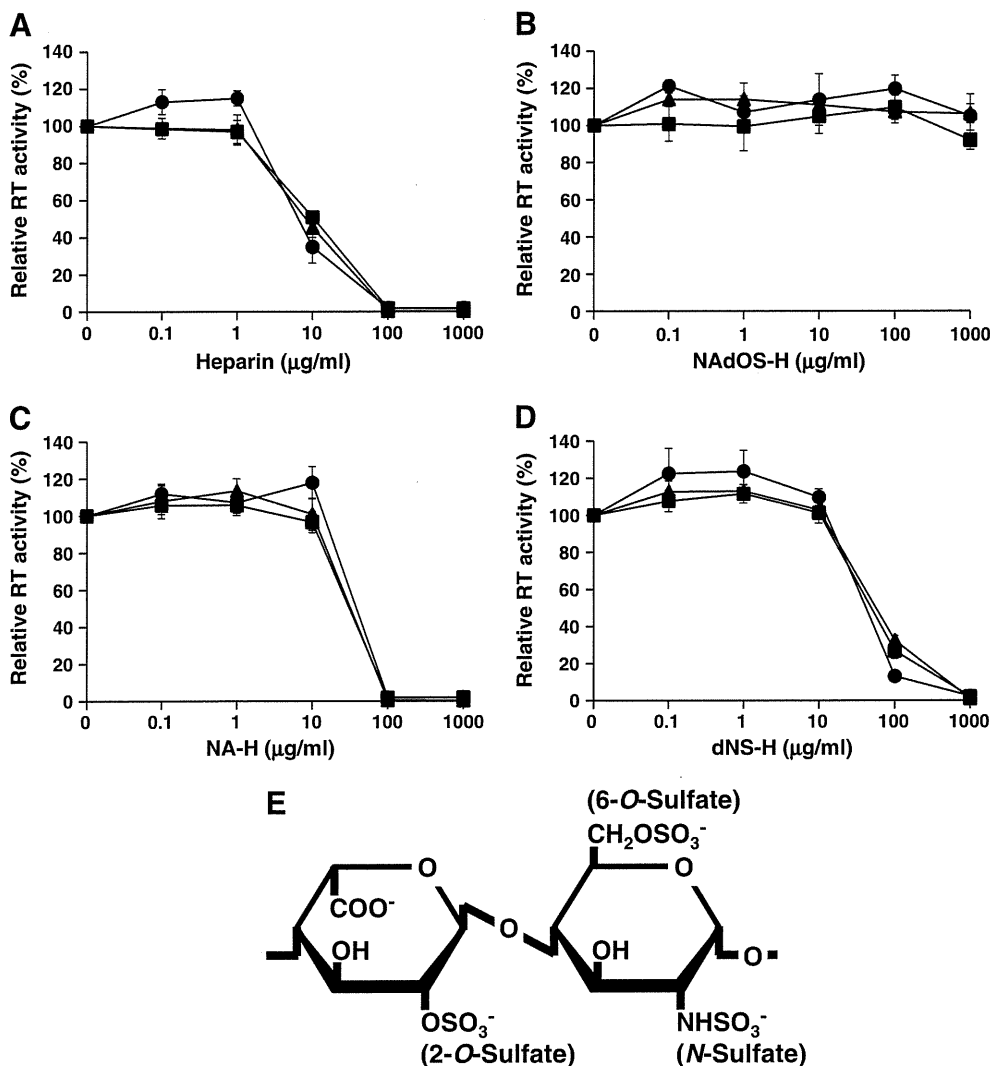 A
Relative RT activity (%)
140
120
100
80
60
40
20
0
0 0.1 1 10 100 1000
Heparin (µg/ml)
B
Relative RT activity (%)
140
120
100
80
60
40
20
0
0 0.1 1 10 100 1000
NAdOS-H (µg/ml)
C
Relative RT activity (%)
140
120
100
80
60
40
20
0
0 0.1 1 10 100 1000
NA-H (µg/ml)
D
Relative RT activity (%)
140
120
100
80
60
40
20
0
0 0.1 1 10 100 1000
dNS-H (µg/ml)
E
(6-O-Sulfate)
CH₂OSO₃⁻
O O
COO⁻
O
OH OH
O
OSO₃⁻ NHSO₃⁻
(2-O-Sulfate) (N-Sulfate)